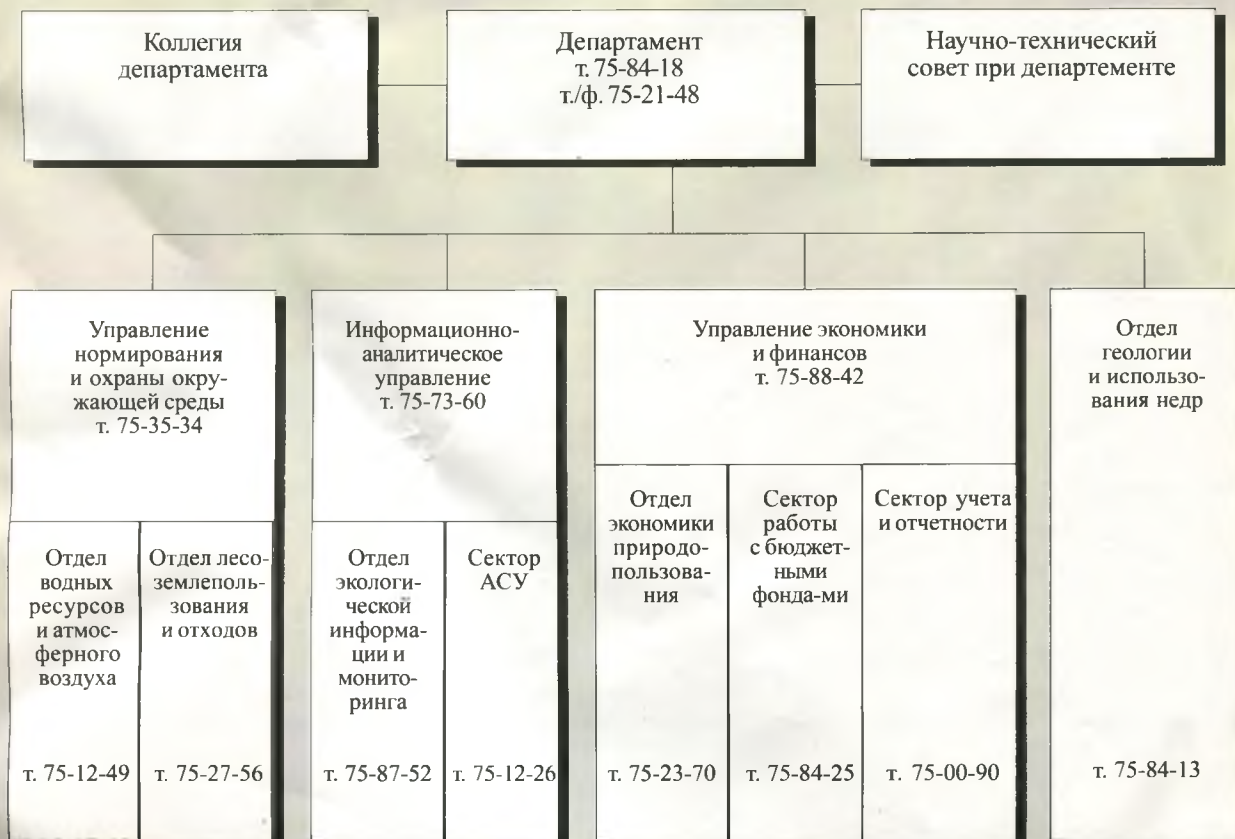 Коллегия
департамента
Департамент
т. 75-84-18
т./ф. 75-21-48
Научно-технический
совет при департементе
Управление
нормирования
и охраны окру-
жающей среды
т. 75-35-34
Отдел
водных
ресурсов
и атмос-
ферного
воздуха
т. 75-12-49
Отдел лесо-
землеполь-
зования
и отходов
т. 75-27-56
Информационно-
аналитическое
управление
т. 75-73-60
Отдел
экологи-
ческой
информа-
ции и
монито-
ринга
т. 75-87-52
Сектор
АСУ
т. 75-12-26
Управление экономики
и финансов
т. 75-88-42
Отдел
экономики
природо-
пользова-
ния
т. 75-23-70
Сектор
работы
с бюджет-
ными
фонда-ми
т. 75-84-25
Сектор учета
и отчетности
т. 75-00-90
Отдел
геологии
и использо-
вания недр
т. 75-84-13